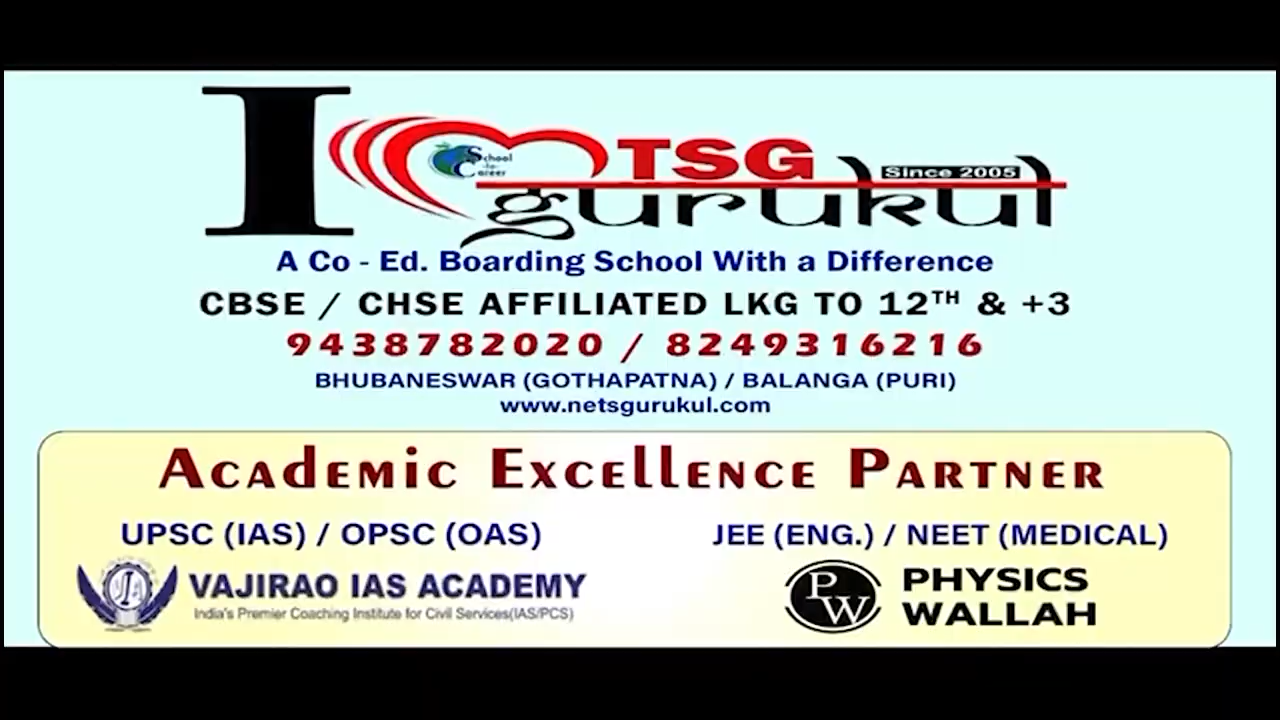 I TSG
Since 2005
gurukul
School
-to-
Career
A Co - Ed. Boarding School With a Difference
CBSE / CHSE AFFILIATED LKG TO 12TH & +3
9438782020 / 8249316216
BHUBANESWAR (GOTHAPATNA) / BALANGA (PURI)
www.netsgurukul.com
Academic Excellence Partner
UPSC (IAS) / OPSC (OAS)
VAJIRAO IAS ACADEMY
India's Premier Coaching Institute for Civil Services(IAS/PCS)
JEE (ENG.) / NEET (MEDICAL)
PW
PHYSICS
WALLAH